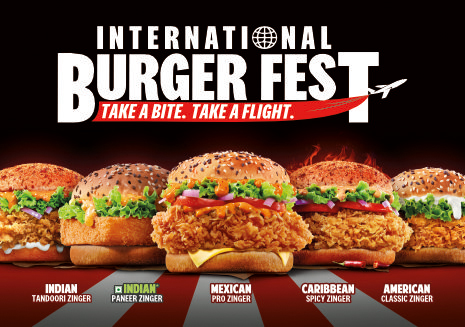 INTERNATIONAL
BURGER FEST
TAKE A BITE. TAKE A FLIGHT.
INDIAN
TANDOORI ZINGER
INDIAN
PANEER ZINGER
MEXICAN
PRO ZINGER
CARIBBEAN
SPICY ZINGER
AMERICAN
CLASSIC ZINGER